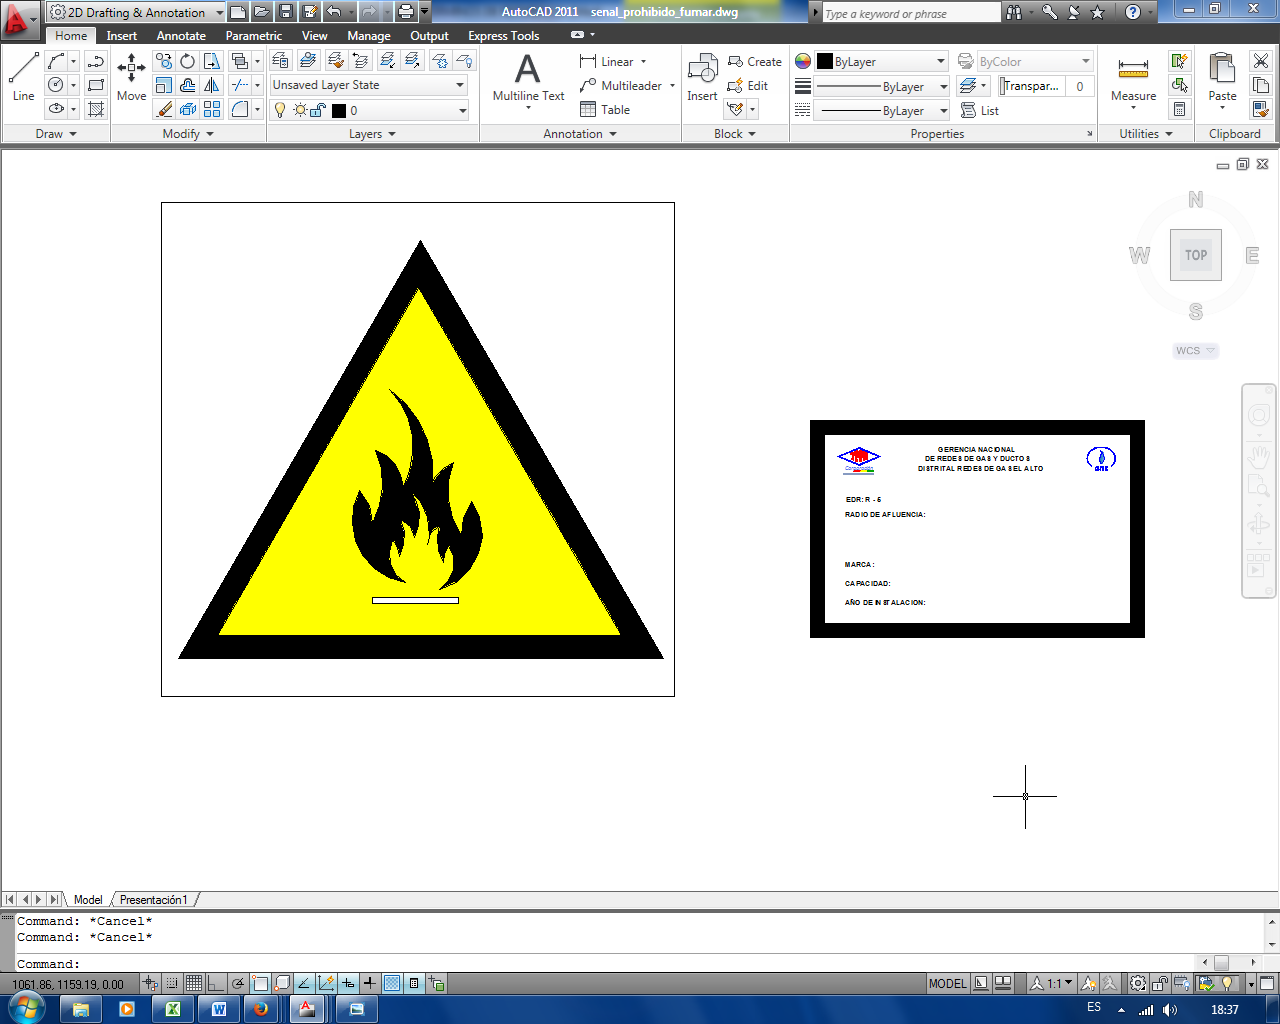 2D Drafting & Annotation
AutoCAD 2011 senal_prohibido_fumar.dwg
Type a keyword or phrase
Home Insert Annotate Parametric View Manage Output Express Tools
Line
Move
Unsaved Layer State
0
Multiline Text
Linear
Multileader
Table
Insert
Create
Edit
ByLayer
ByLayer
ByLayer
ByColor
Transpar... 0
List
Measure
Paste
Draw Modify Layers Annotation Block Properties Utilities Clipboard
N
W TOP E
S
WCS
GERENCIA NACIONAL
DE REDES DE GAS Y DUCTOS
DISTRITAL REDES DE GAS EL ALTO
EDR: R - 5
RADIO DE AFLUENCIA:
MARCA:
CAPACIDAD:
AÑO DE INSTALACION:
Model Presentación1
Command: *Cancel*
Command: *Cancel*
Command:
1061.86, 1159.19, 0.00
MODEL
1:1
ES
18:37